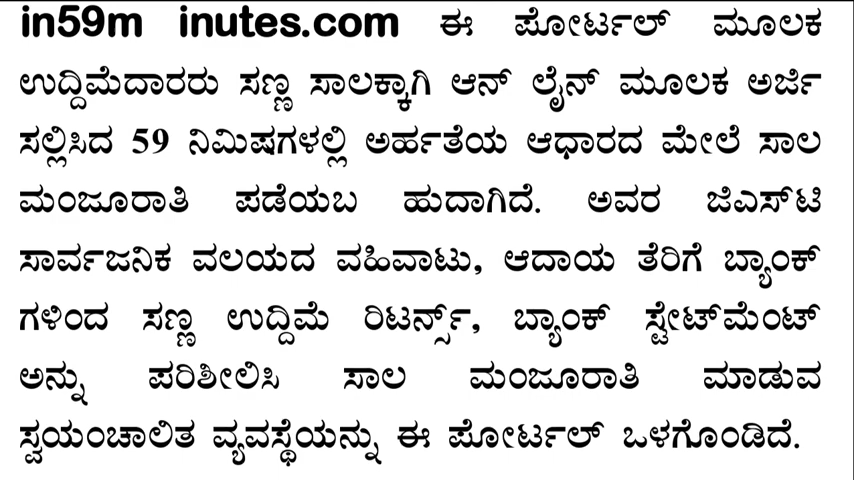 in59m inutes.com ಈ ಪೋರ್ಟಲ್ ಮೂಲಕ
ಉದ್ದಿಮೆದಾರರು ಸಣ್ಣ ಸಾಲಕ್ಕಾಗಿ ಆನ್ ಲೈನ್ ಮೂಲಕ ಅರ್ಜಿ
ಸಲ್ಲಿಸಿದ 59 ನಿಮಿಷಗಳಲ್ಲಿ ಅರ್ಹತೆಯ ಆಧಾರದ ಮೇಲೆ ಸಾಲ
ಮಂಜೂರಾತಿ ಪಡೆಯಬ ಹುದಾಗಿದೆ. ಅವರ ಜಿಎಸ್‌ಟಿ
ಸಾರ್ವಜನಿಕ ವಲಯದ ವಹಿವಾಟು, ಆದಾಯ ತೆರಿಗೆ ಬ್ಯಾಂಕ್
ಗಳಿಂದ ಸಣ್ಣ ಉದ್ದಿಮೆ ರಿಟರ್ನ್ಸ್, ಬ್ಯಾಂಕ್ ಸ್ಟೇಟ್‌ಮೆಂಟ್
ಅನ್ನು ಪರಿಶೀಲಿಸಿ ಸಾಲ ಮಂಜೂರಾತಿ ಮಾಡುವ
ಸ್ವಯಂಚಾಲಿತ ವ್ಯವಸ್ಥೆಯನ್ನು ಈ ಪೋರ್ಟಲ್ ಒಳಗೊಂಡಿದೆ.